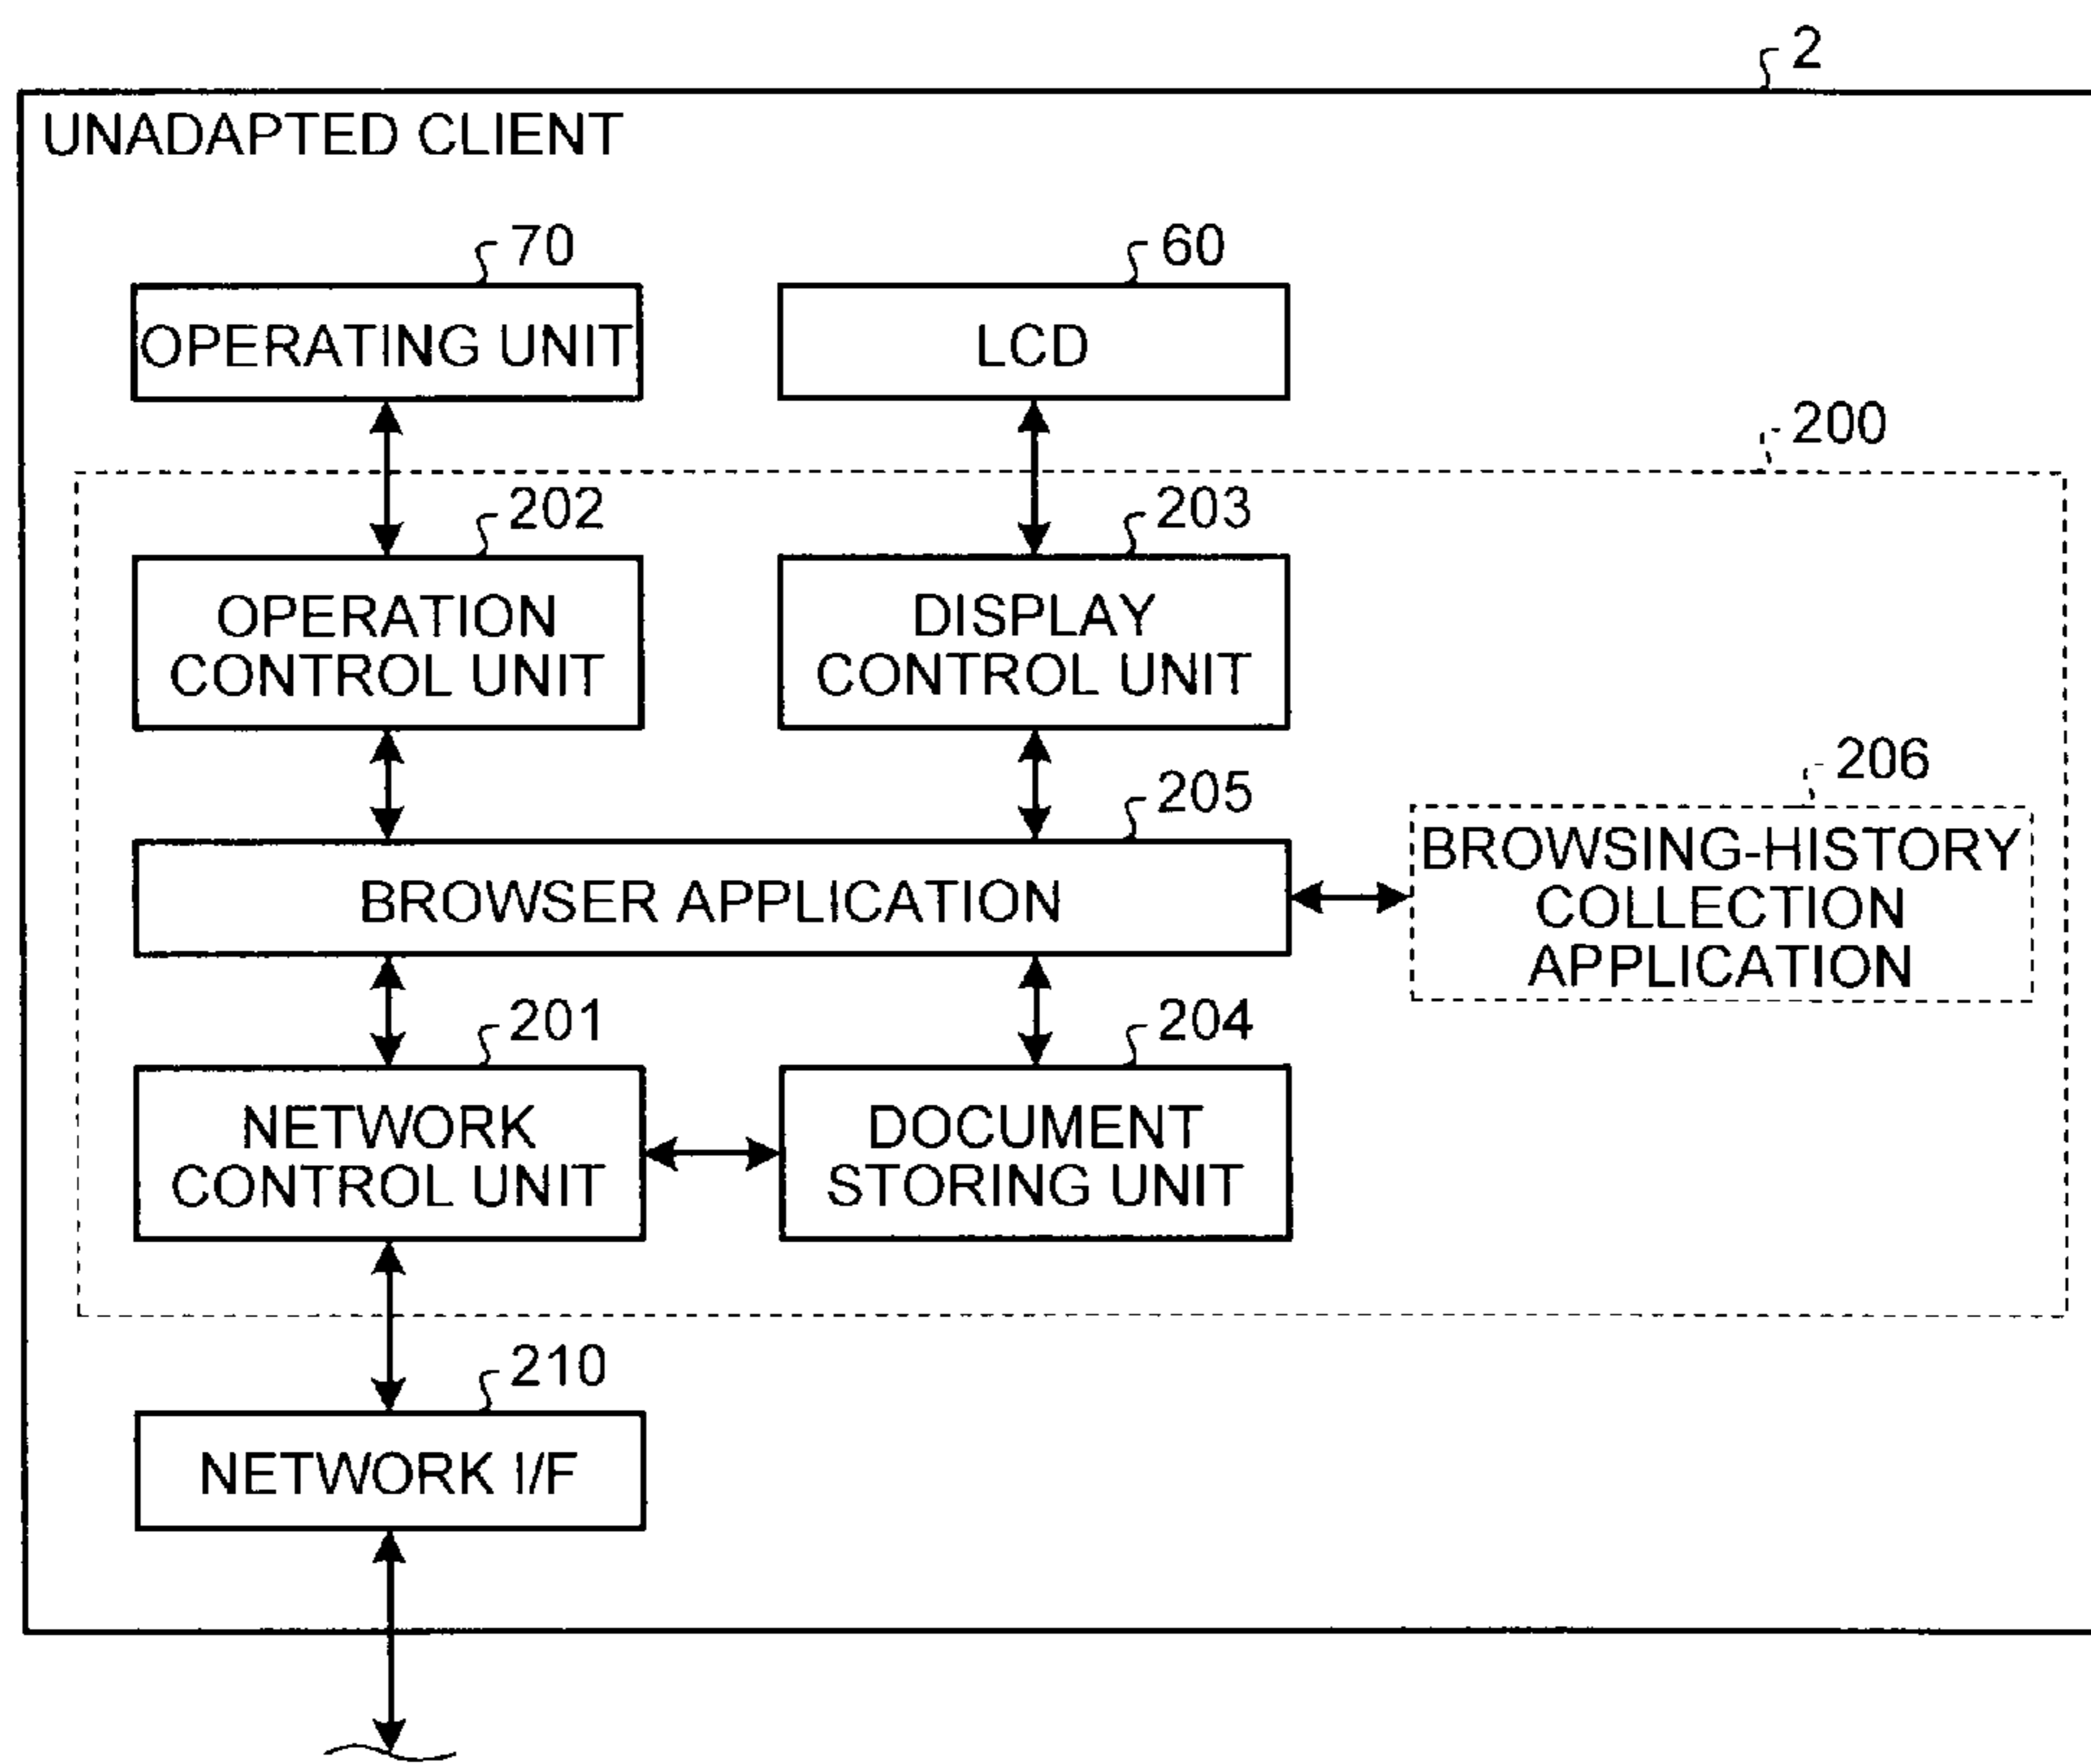 2
UNADAPTED CLIENT
70
60
OPERATING UNIT
LCD
200
202
203
OPERATION
CONTROL UNIT
DISPLAY
CONTROL UNIT
206
205
BROWSER APPLICATION
BROWSING-HISTORY
COLLECTION
APPLICATION
201
204
NETWORK
CONTROL UNIT
DOCUMENT
STORING UNIT
210
NETWORK I/F